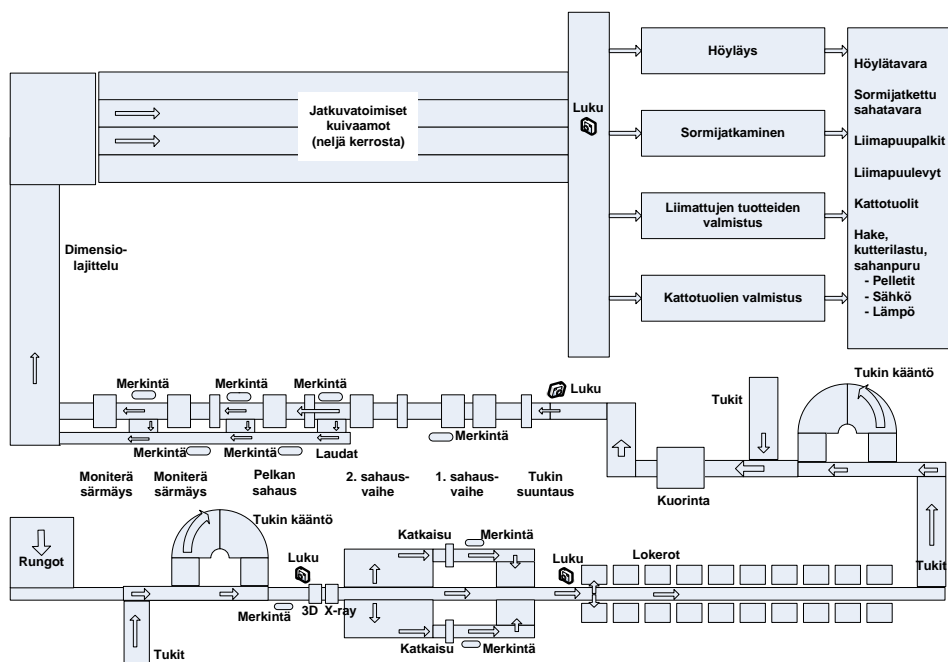 Höyläys
Sormijatkaminen
Liimattujen tuotteiden
valmistus
Kattotuolien valmistus
Höylätavara
Sormijatkettu
sahatavara
Liimapuupalkit
Liimapuulevyt
Kattotuolit
Hake,
kutterilastu,
sahanpuru
- Pelletit
- Sähkö
- Lämpö
Luku
Jatkuvatoimiset
kuivaamot
(neljä kerrosta)
Dimensio-
lajittelu
Merkintä
Merkintä
Merkintä
Luku
Tukit
Tukin kääntö
Merkintä
Merkintä
Merkintä
Laudat
Moniterä
särmäys
Moniterä
särmäys
Pelkan
sahaus
2. sahaus-
vaihe
1. sahaus-
vaihe
Tukin
suuntaus
Kuorinta
Rungot
Tukin kääntö
Luku
Katkaisu
Merkintä
Luku
Lokerot
Tukit
Merkintä
3D
X-ray
Katkaisu
Merkintä
Tukit